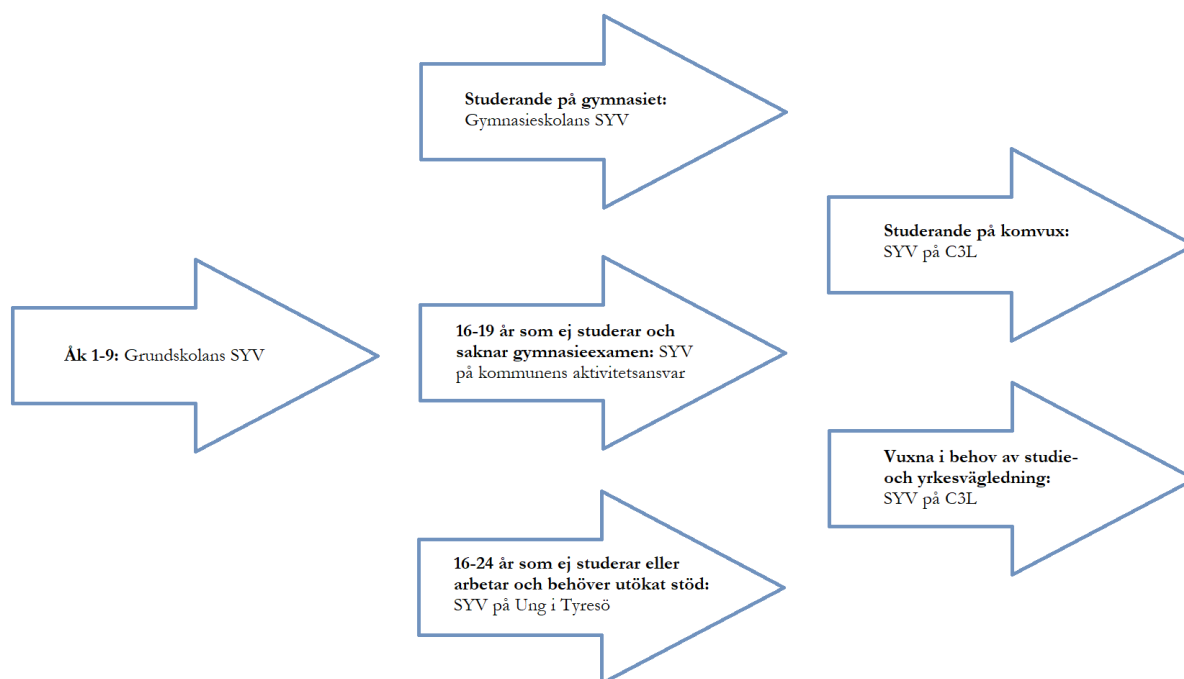 Åk 1-9: Grundskolans SYV
Studerande på gymnasiet:
Gymnasieskolans SYV
16-19 år som ej studerar och
saknar gymnasieexamen: SYV
på kommunens aktivitetsansvar
16-24 år som ej studerar eller
arbetar och behöver utökat stöd:
SYV på Ung i Tyresö
Studerande på komvux:
SYV på C3L
Vuxna i behov av studie-
och yrkesvägledning:
SYV på C3L